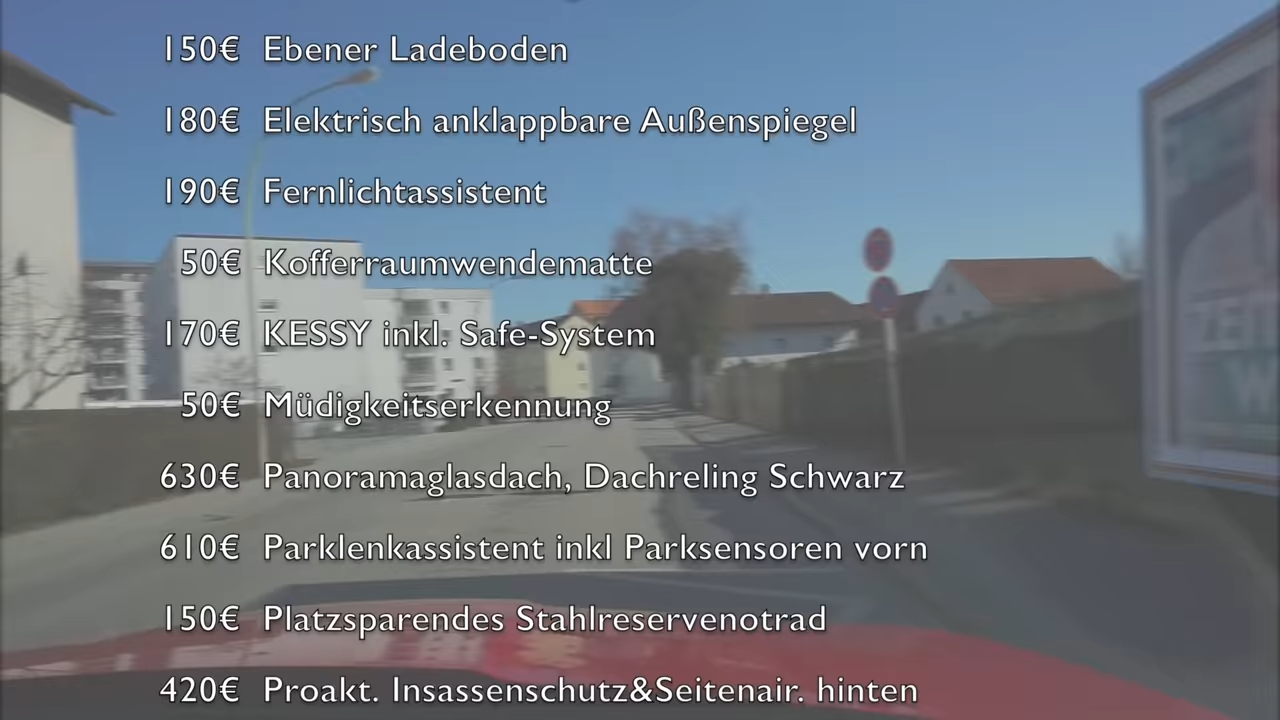 150€ Ebener Ladeboden
180€ Elektrisch anklappbare Außenspiegel
190€ Fernlichtassistent
50€ Kofferraumwendematte
170€ KESSY inkl. Safe-System
50€ Müdigkeitserkennung
630€ Panoramaglasdach, Dachreling Schwarz
610€ Parklenkassistent inkl Parksensoren vorn
150€ Platzsparendes Stahlreservenotrad
420€ Proakt. Insassenschutz&Seitenair. hinten